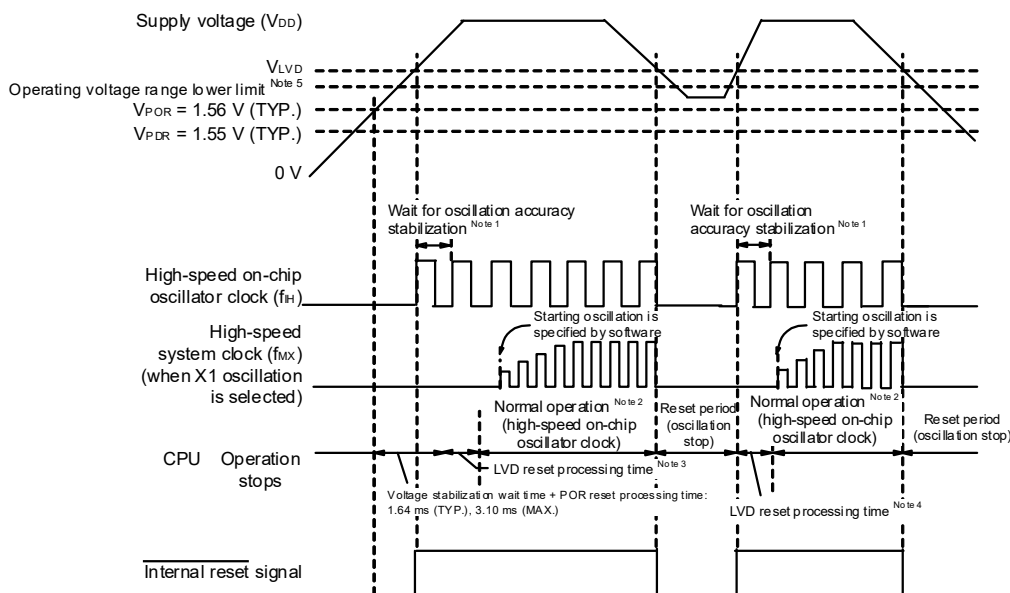 Supply voltage (VDD)
VLVD
Operating voltage range lower limit Note 5
VPOR = 1.56 V (TYP.)
VPDR = 1.55 V (TYP.)
0 V
Wait for oscillation accuracy
stabilization Note 1
Wait for oscillation
accuracy stabilization Note 1
High-speed on-chip
oscillator clock (fIH)
Starting oscillation is
specified by software
Starting oscillation is
specified by software
High-speed
system clock (fMX)
(when X1 oscillation
is selected)
Normal operation Note 2
(high-speed on-chip
oscillator clock)
Reset period
(oscillation
stop)
Normal operation Note 2
(high-speed on-chip
oscillator clock)
Reset period
(oscillation stop)
CPU Operation
stops
LVD reset processing time Note 3
Voltage stabilization wait time + POR reset processing time:
1.64 ms (TYP.), 3.10 ms (MAX.)
LVD reset processing time Note 4
Internal reset signal